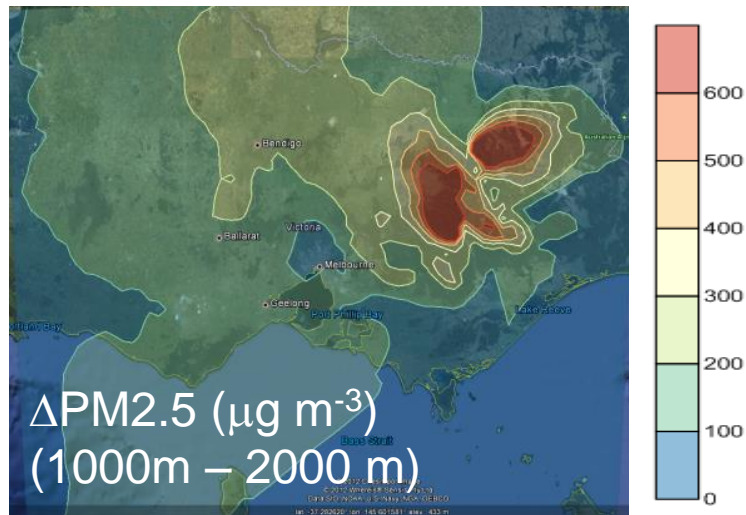 Bendigo
Ballarat
Victoria
Melbourne
Geelong
Port Phillip Bay
Lake Reeve
Bass Strait
ΔPM2.5 (μg m⁻³)
(1000m – 2000 m)
600
500
400
300
200
100
0